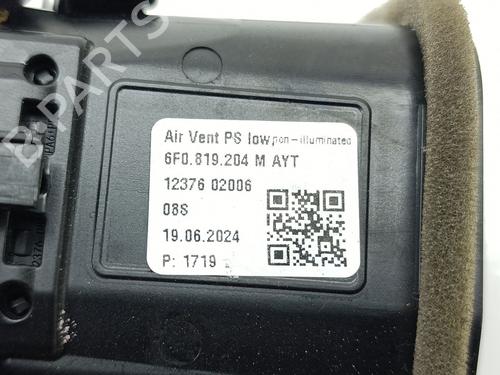 B-PARTS
Air Vent PS low,non-illuminated
6F0.819.204 M AYT
12376 02006
08S
19.06.2024
P: 1719